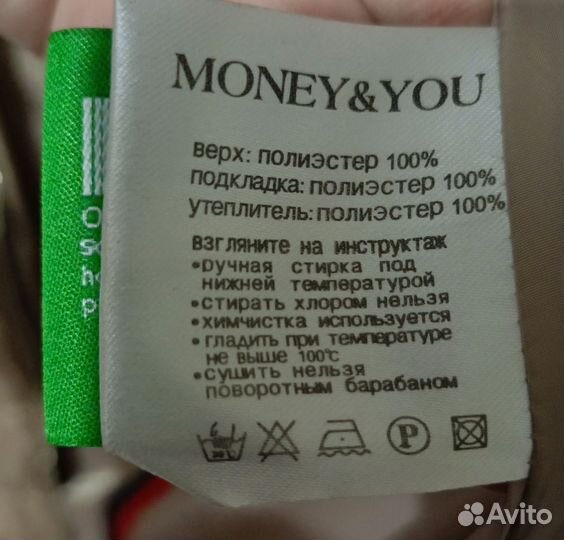 MONEY&YOU
верх: полиэстер 100%
подкладка: полиэстер 100%
утеплитель: полиэстер 100%
взгляните на инструктаж
•ручная стирка под
нижней температурой
•стирать хлором нельзя
•химчистка используется
•гладить при температуре
не выше 100℃
•сушить нельзя
поворотным барабаном
P
Avito